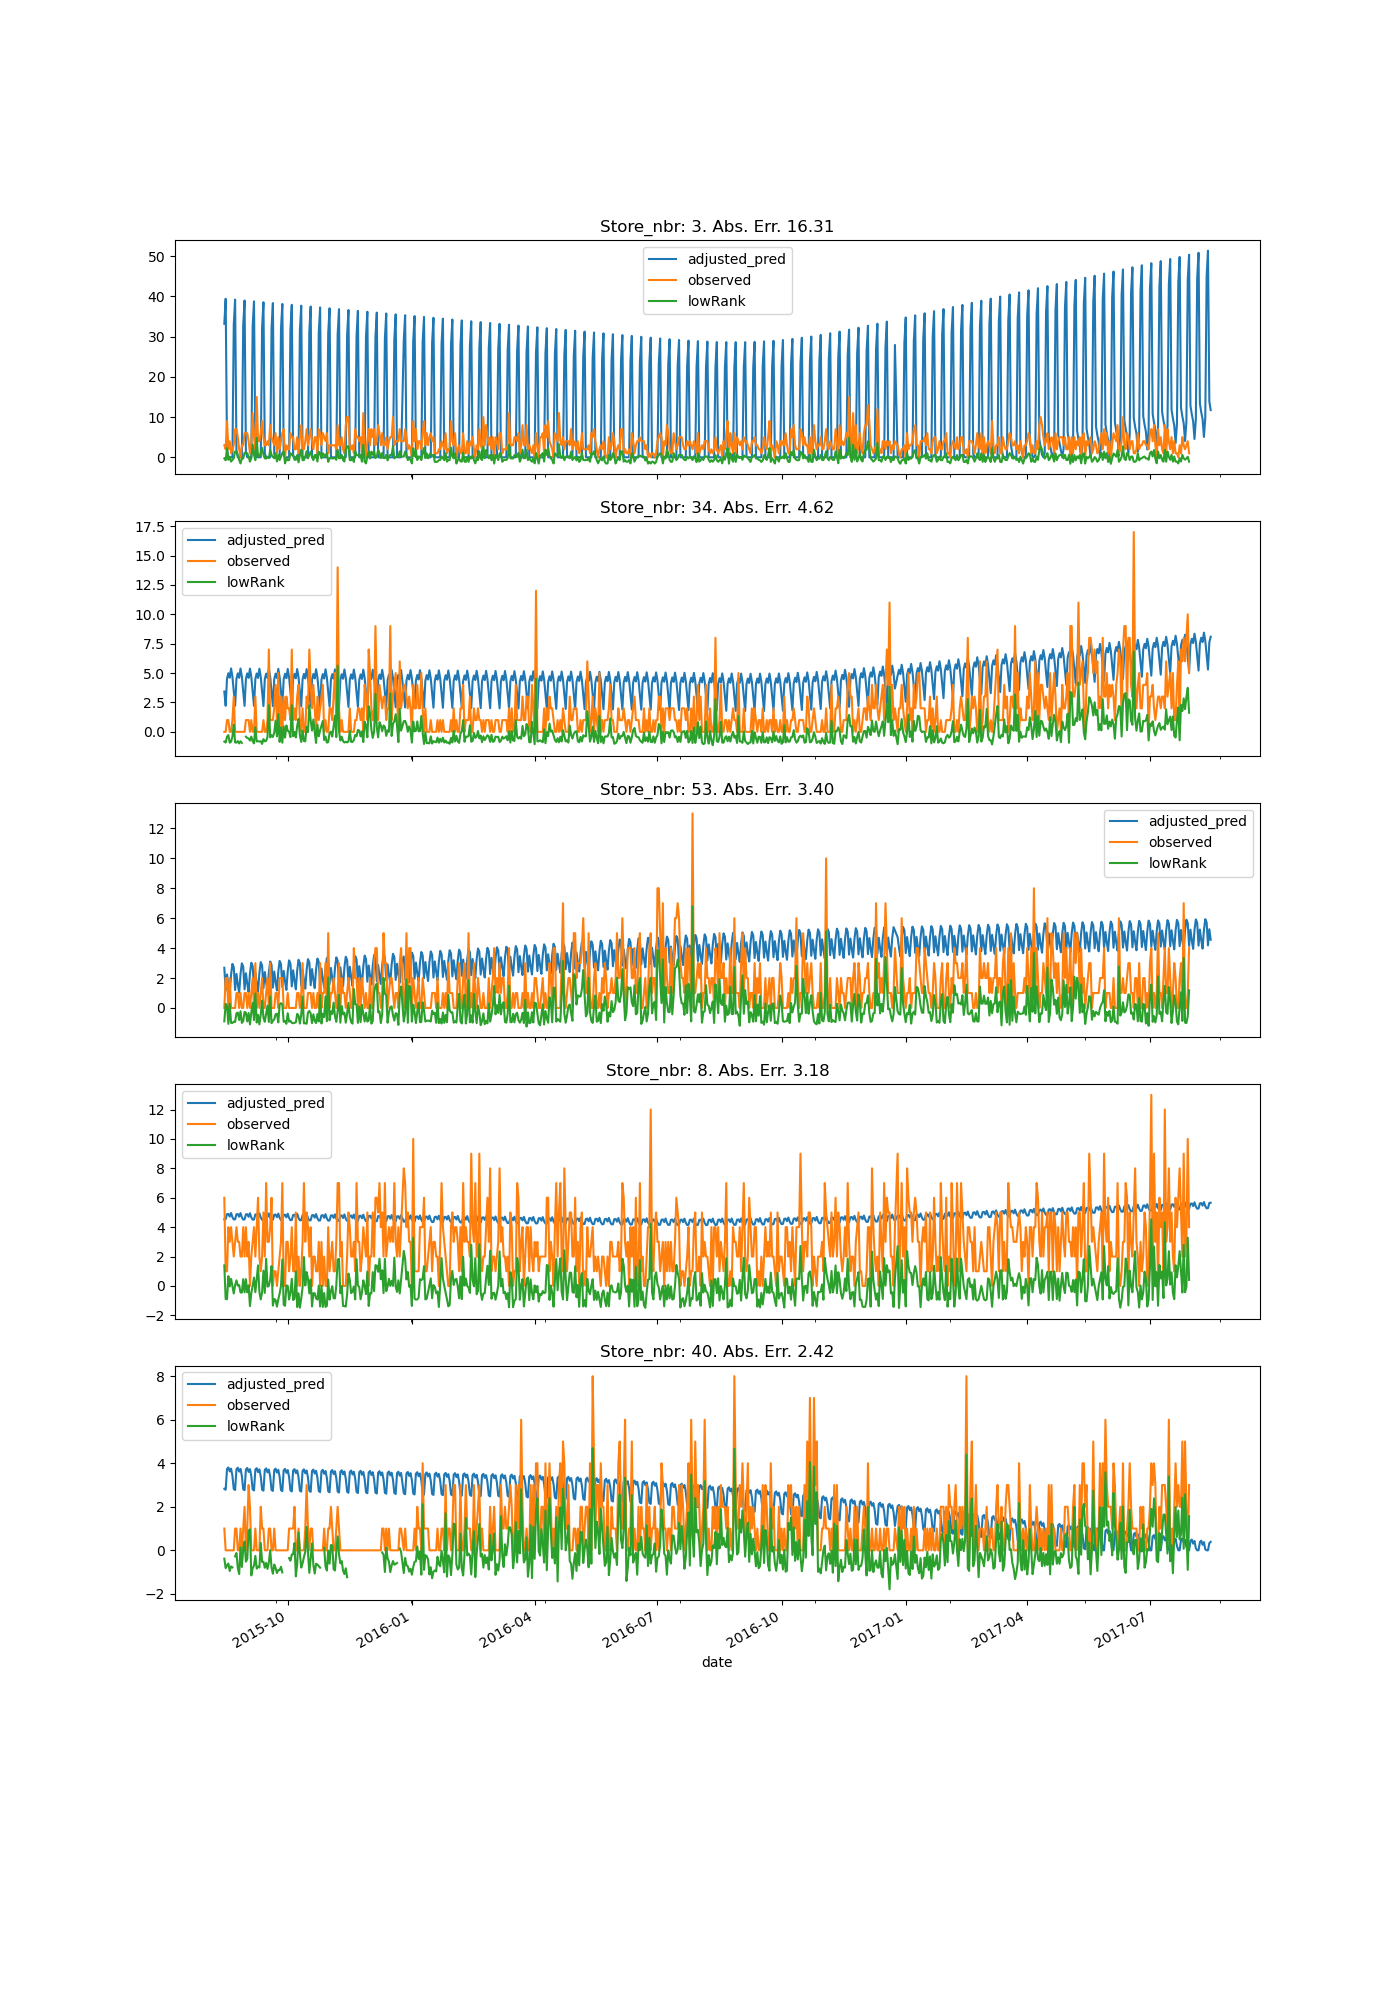 Store_nbr: 3. Abs. Err. 16.31
50
40
30
20
10
0
adjusted_pred
observed
lowRank
Store_nbr: 34. Abs. Err. 4.62
17.5
15.0
12.5
10.0
7.5
5.0
2.5
0.0
adjusted_pred
observed
lowRank
Store_nbr: 53. Abs. Err. 3.40
12
10
8
6
4
2
0
adjusted_pred
observed
lowRank
Store_nbr: 8. Abs. Err. 3.18
12
10
8
6
4
2
0
−2
adjusted_pred
observed
lowRank
Store_nbr: 40. Abs. Err. 2.42
8
6
4
2
0
−2
adjusted_pred
observed
lowRank
2015-10
2016-01
2016-04
2016-07
2016-10
2017-01
2017-04
2017-07
date